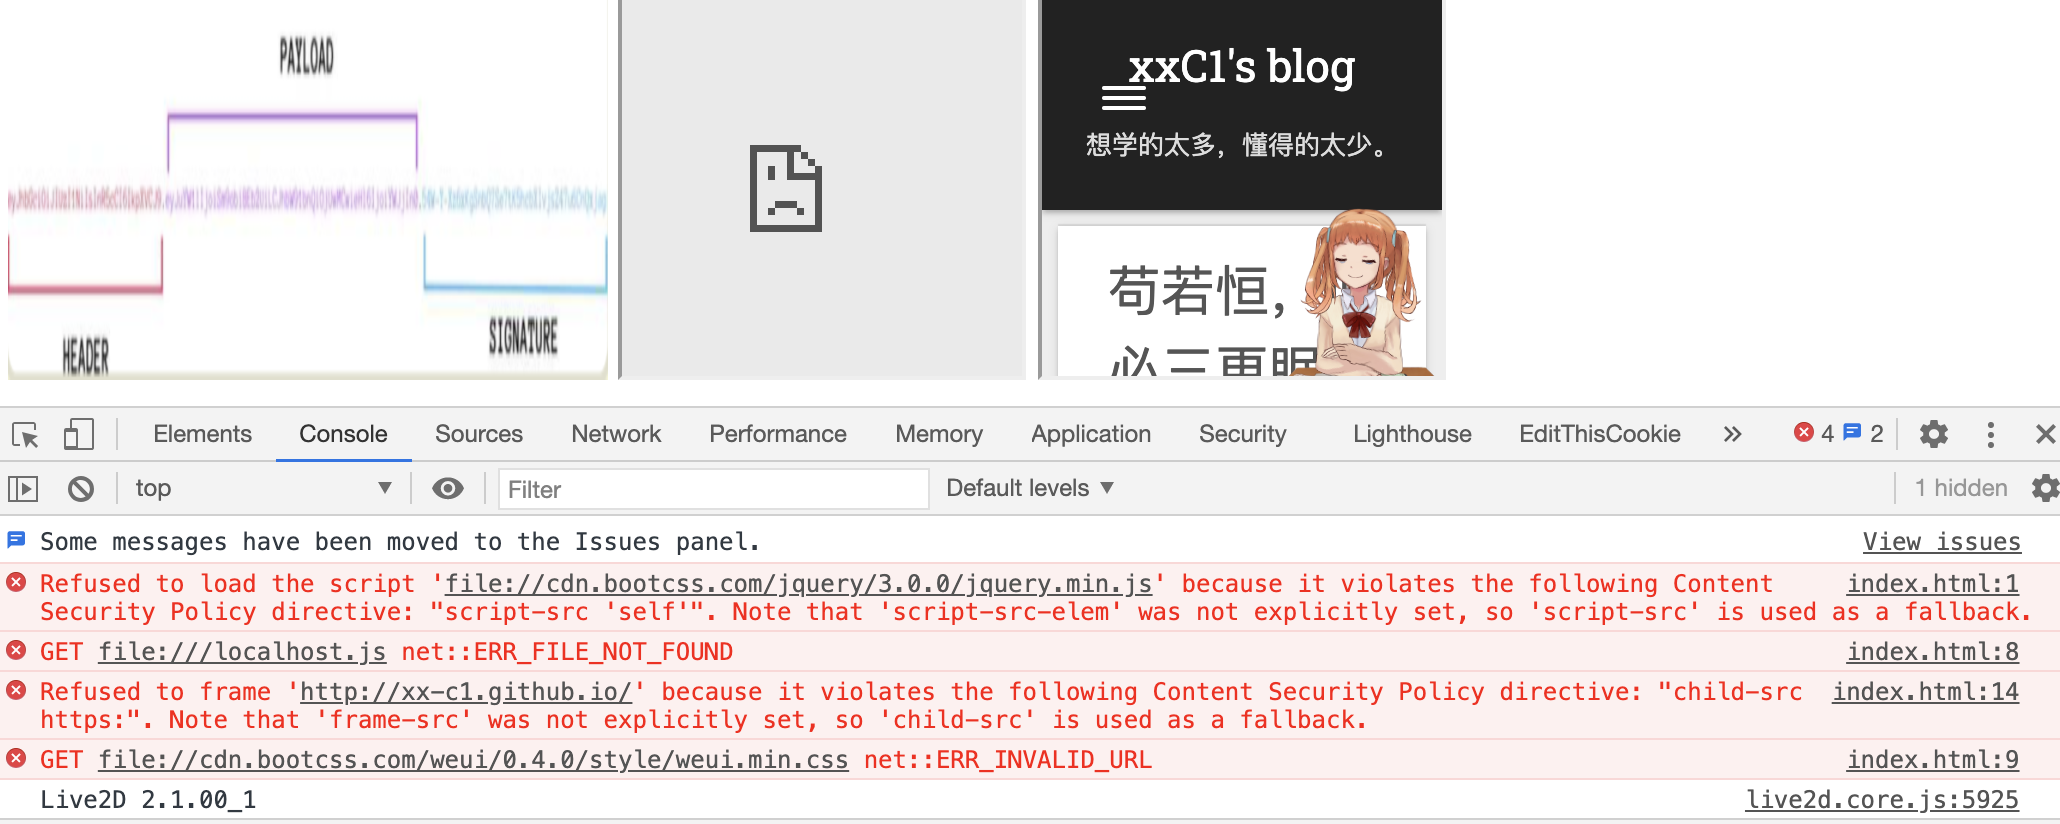 PAYLOAD
HEADER
SIGNATURE
xxC1's blog
想学的太多，懂得的太少。
苟若恒，
必三更眠
Elements Console Sources Network Performance Memory Application Security Lighthouse EditThisCookie » 4 2
top Filter Default levels 1 hidden
Some messages have been moved to the Issues panel. View issues
Refused to load the script 'file://cdn.bootcss.com/jquery/3.0.0/jquery.min.js' because it violates the following Content index.html:1
Security Policy directive: "script-src 'self'". Note that 'script-src-elem' was not explicitly set, so 'script-src' is used as a fallback.
GET file:///localhost.js net::ERR_FILE_NOT_FOUND index.html:8
Refused to frame 'http://xx-c1.github.io/' because it violates the following Content Security Policy directive: "child-src index.html:14
https:". Note that 'frame-src' was not explicitly set, so 'child-src' is used as a fallback.
GET file://cdn.bootcss.com/weui/0.4.0/style/weui.min.css net::ERR_INVALID_URL index.html:9
Live2D 2.1.00_1 live2d.core.js:5925